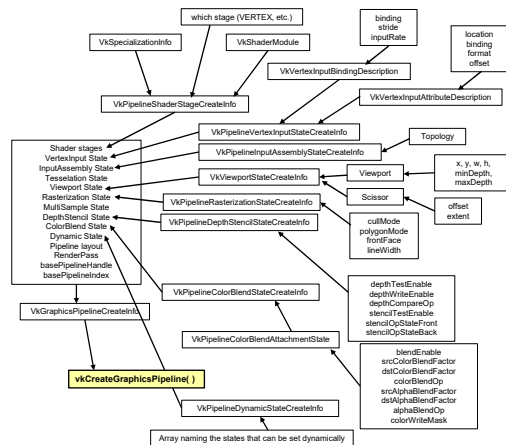 which stage (VERTEX, etc.)
VkSpecializationInfo
VkShaderModule
binding
stride
inputRate
location
binding
format
offset
VkVertexInputBindingDescription
VkVertexInputAttributeDescription
VkPipelineShaderStageCreateInfo
VkPipelineVertexInputStateCreateInfo
Topology
VkPipelineInputAssemblyStateCreateInfo
Shader stages
VertexInput State
InputAssembly State
Tesselation State
Viewport State
Rasterization State
MultiSample State
DepthStencil State
ColorBlend State
Dynamic State
Pipeline layout
RenderPass
basePipelineHandle
basePipelineIndex
VkViewportStateCreateInfo
Viewport
x, y, w, h,
minDepth,
maxDepth
Scissor
offset
extent
VkPipelineRasterizationStateCreateInfo
cullMode
polygonMode
frontFace
lineWidth
VkPipelineDepthStencilStateCreateInfo
depthTestEnable
depthWriteEnable
depthCompareOp
stencilTestEnable
stencilOpStateFront
stencilOpStateBack
VkPipelineColorBlendStateCreateInfo
VkGraphicsPipelineCreateInfo
VkPipelineColorBlendAttachmentState
blendEnable
srcColorBlendFactor
dstColorBlendFactor
colorBlendOp
srcAlphaBlendFactor
dstAlphaBlendFactor
alphaBlendOp
colorWriteMask
vkCreateGraphicsPipeline( )
VkPipelineDynamicStateCreateInfo
Array naming the states that can be set dynamically